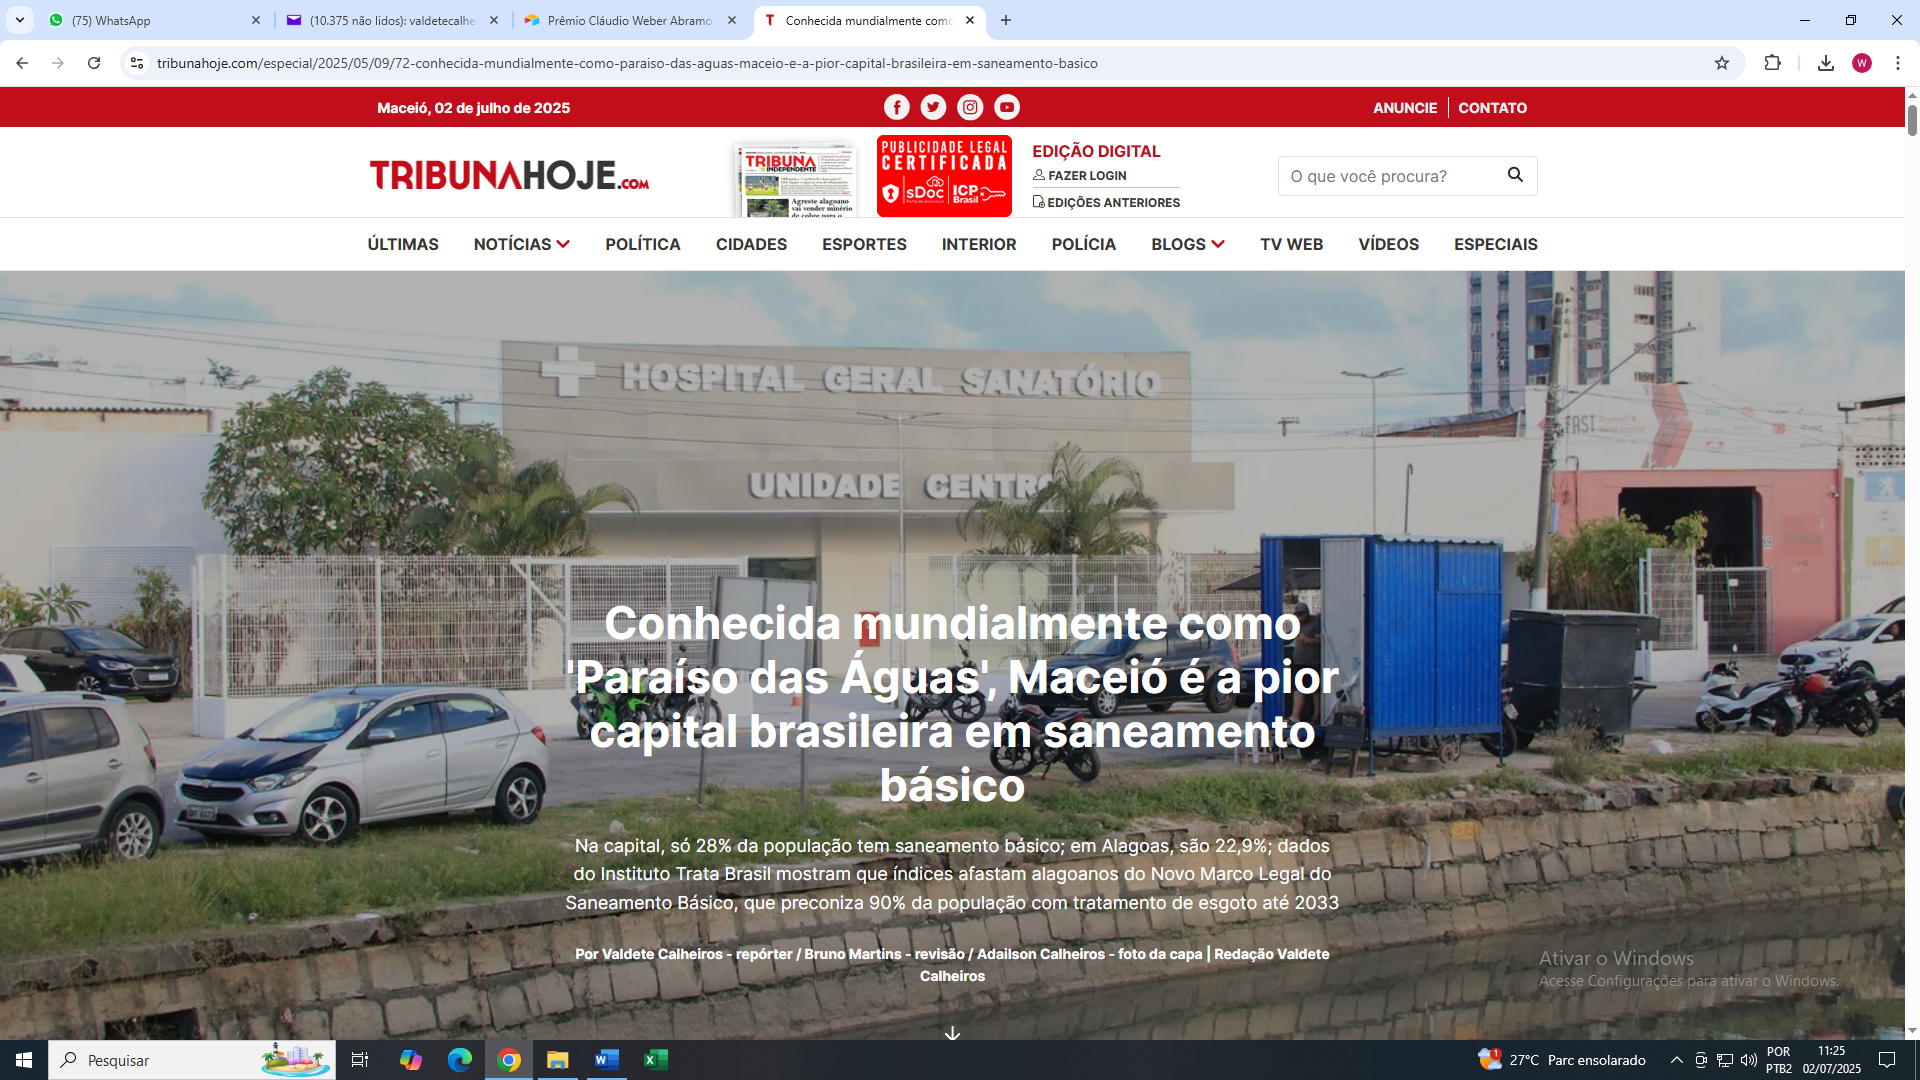 (75) WhatsApp
(10.375 não lidos): valdetecalhe
Prêmio Cláudio Weber Abramo
Conhecida mundialmente como
tribunahoje.com/especial/2025/05/09/72-conhecida-mundialmente-como-paraiso-das-aguas-maceio-e-a-pior-capital-brasileira-em-saneamento-basico
W
Maceió, 02 de julho de 2025
ANUNCIE
CONTATO
TRIBUNAHOJE.COM
TRIBUNA
INDEPENDENTE
Agreste alagoano
vai vender minério
de cobre para o
PUBLICIDADE LEGAL
CERTIFICADA
sDoc
ICP
Brasil
EDIÇÃO DIGITAL
FAZER LOGIN
EDIÇÕES ANTERIORES
O que você procura?
ÚLTIMAS NOTÍCIAS POLÍTICA CIDADES ESPORTES INTERIOR POLÍCIA BLOGS TV WEB VÍDEOS ESPECIAIS
HOSPITAL GERAL SANATÓRIO
UNIDADE CENTRO
FAST
Conhecida mundialmente como
'Paraíso das Águas', Maceió é a pior
capital brasileira em saneamento
básico
Na capital, só 28% da população tem saneamento básico; em Alagoas, são 22,9%; dados
do Instituto Trata Brasil mostram que índices afastam alagoanos do Novo Marco Legal do
Saneamento Básico, que preconiza 90% da população com tratamento de esgoto até 2033
Por Valdete Calheiros - repórter / Bruno Martins - revisão / Adailson Calheiros - foto da capa | Redação Valdete
Calheiros
Ativar o Windows
Acesse Configurações para ativar o Windows.
Pesquisar
1
27°C Parc ensolarado
POR
PTB2
11:25
02/07/2025